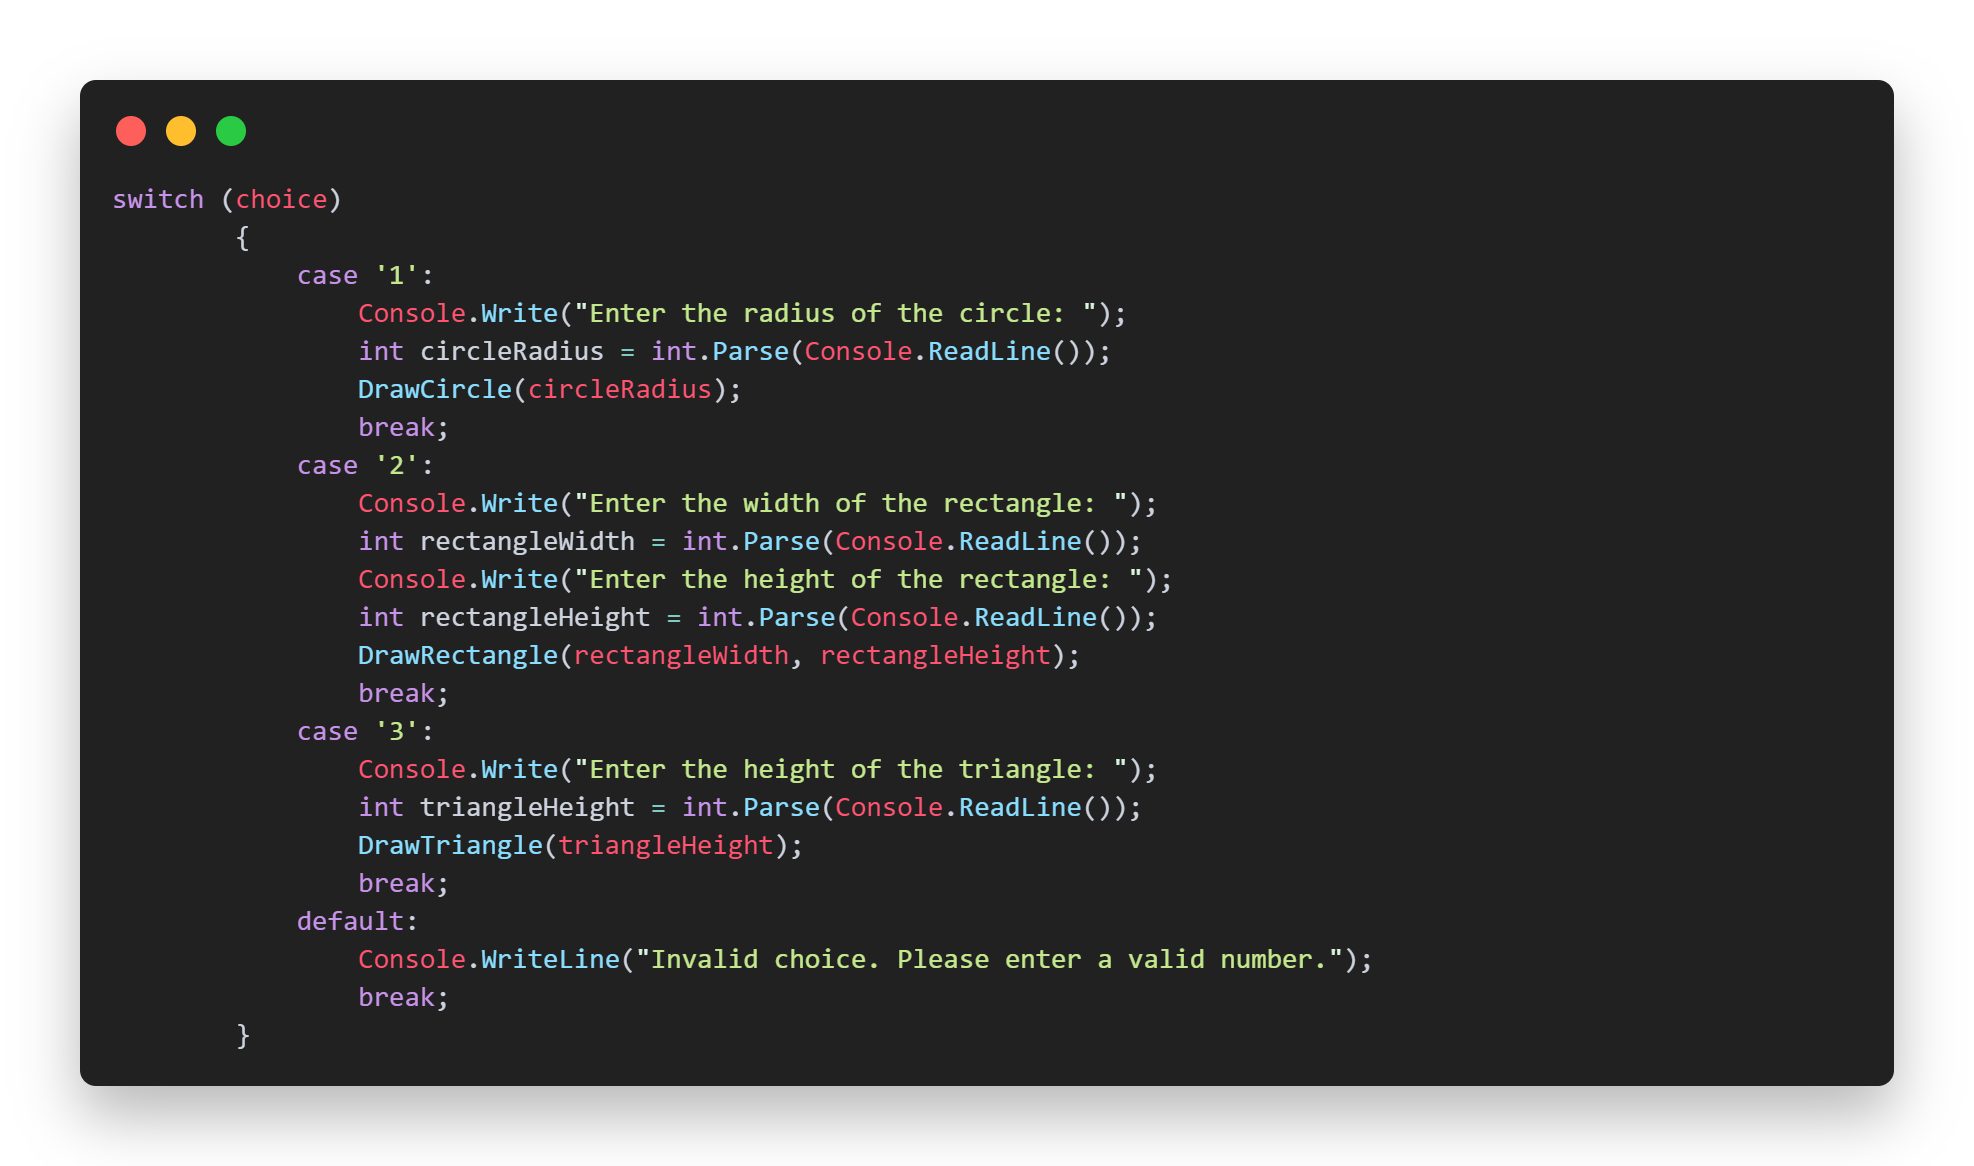 switch (choice)
        {
            case '1':
                Console.Write("Enter the radius of the circle: ");
                int circleRadius = int.Parse(Console.ReadLine());
                DrawCircle(circleRadius);
                break;
            case '2':
                Console.Write("Enter the width of the rectangle: ");
                int rectangleWidth = int.Parse(Console.ReadLine());
                Console.Write("Enter the height of the rectangle: ");
                int rectangleHeight = int.Parse(Console.ReadLine());
                DrawRectangle(rectangleWidth, rectangleHeight);
                break;
            case '3':
                Console.Write("Enter the height of the triangle: ");
                int triangleHeight = int.Parse(Console.ReadLine());
                DrawTriangle(triangleHeight);
                break;
            default:
                Console.WriteLine("Invalid choice. Please enter a valid number.");
                break;
        }